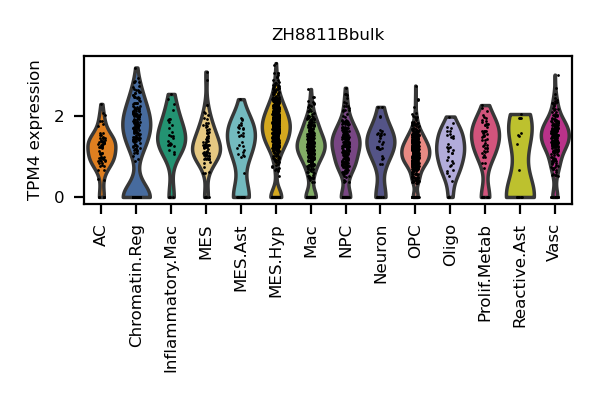 ZH8811Bbulk
TPM4 expression
2
0
AC
Chromatin.Reg
Inflammatory.Mac
MES
MES.Ast
MES.Hyp
Mac
NPC
Neuron
OPC
Oligo
Prolif.Metab
Reactive.Ast
Vasc